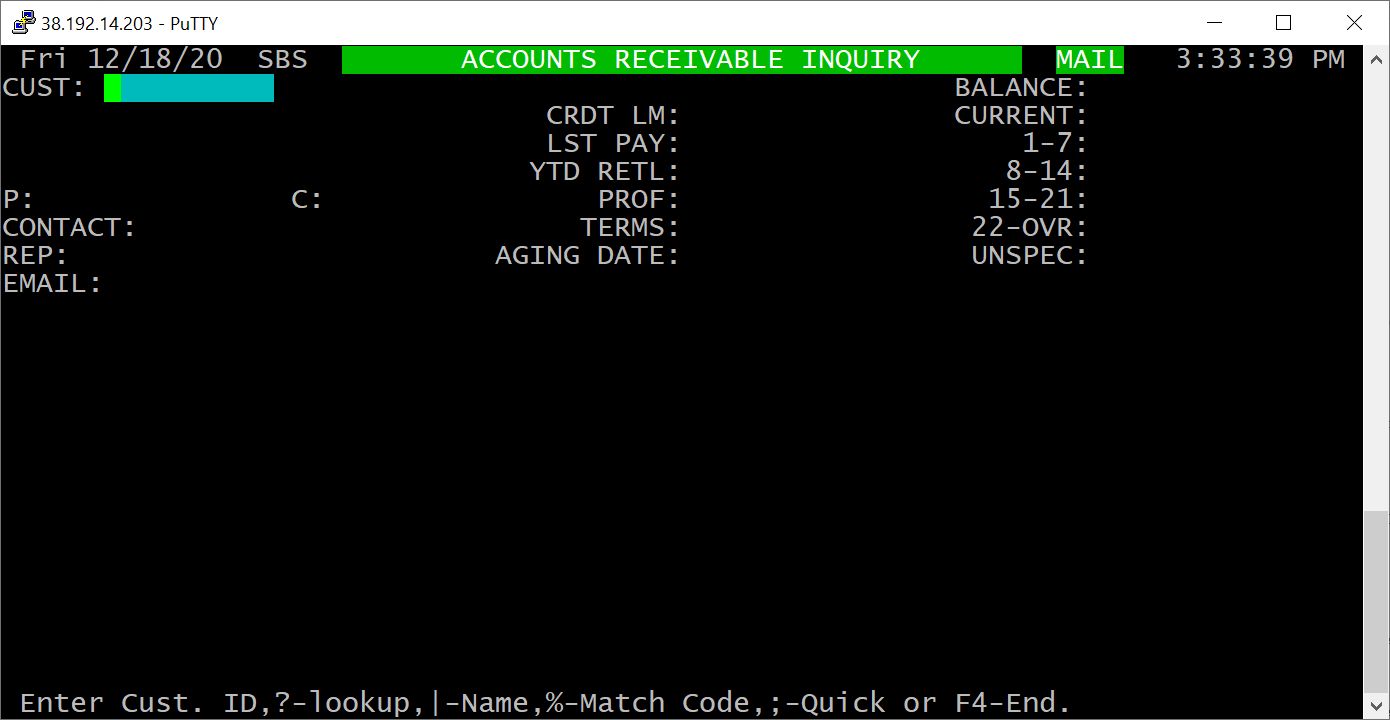 38.192.14.203 - PuTTY
Fri 12/18/20 SBS ACCOUNTS RECEIVABLE INQUIRY MAIL 3:33:39 PM
CUST: BALANCE:
CRDT LM: CURRENT:
LST PAY: 1-7:
YTD RETL: 8-14:
P: C: PROF: 15-21:
CONTACT: TERMS: 22-OVR:
REP: AGING DATE: UNSPEC:
EMAIL:
Enter Cust. ID,?-lookup,|-Name,%-Match Code,;-Quick or F4-End.